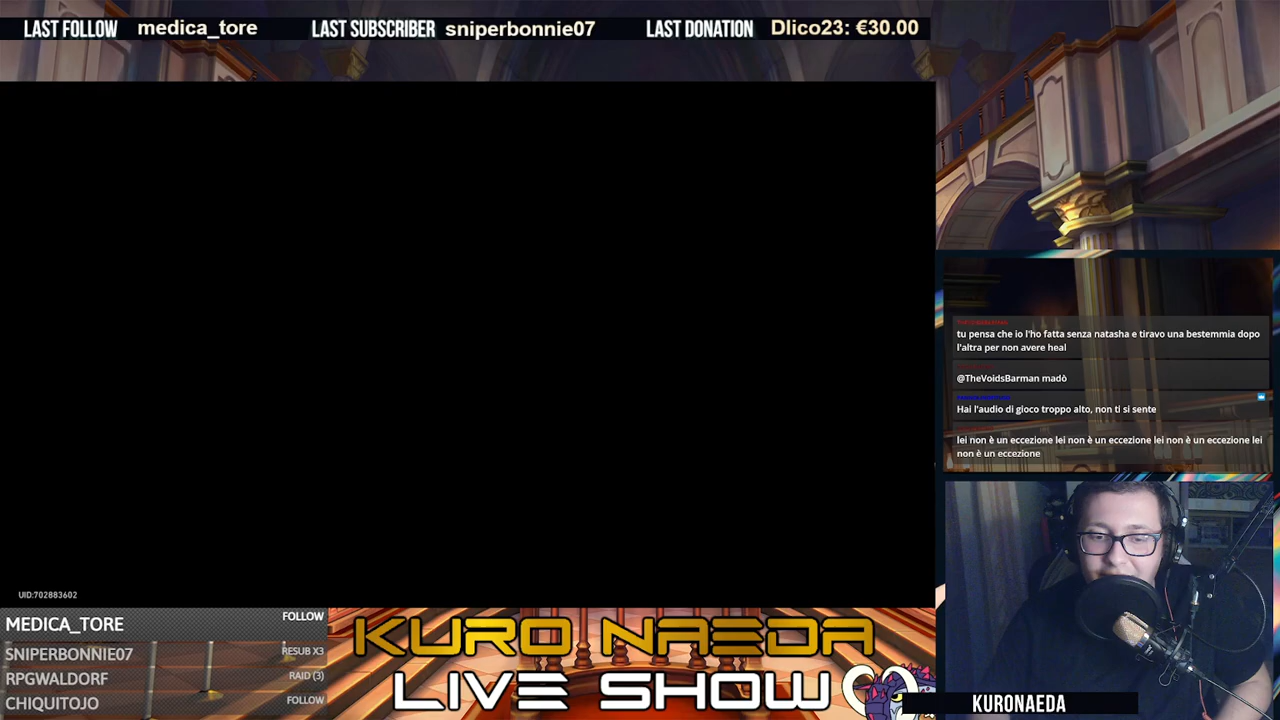 LAST FOLLOW medica_tore LAST SUBSCRIBER sniperbonnie07 LAST DONATION Dlico23: €30.00
tu pensa che io l'ho fatta senza natasha e tiravo una bestemmia dopo
l'altra per non avere heal
@TheVoidsBarman madò
Hai l'audio di gioco troppo alto, non ti si sente
lei non è un eccezione lei non è un eccezione lei non è un eccezione lei
non è un eccezione
UID:702883602
MEDICA_TORE FOLLOW
SNIPERBONNIE07 RESUB X3
RPGWALDORF RAID (3)
CHIQUITOJO FOLLOW
KURO NAEDA
LIVE SHOW
KURONAEDA